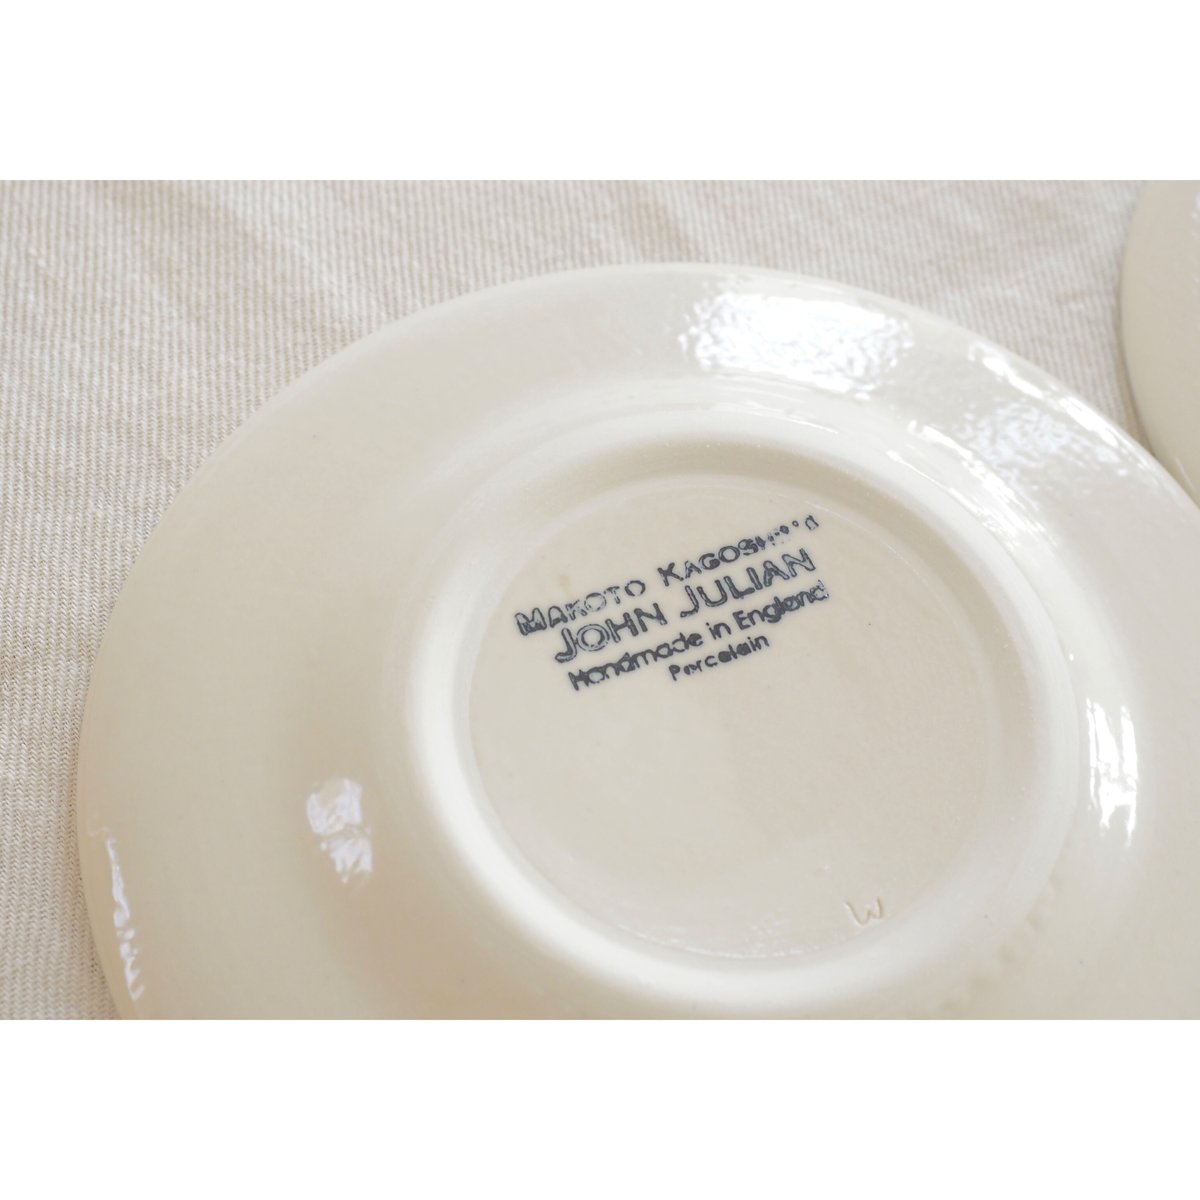 MAKOTO KAGOSHIMA
JOHN JULIAN
Handmade in England
Porcelain
W